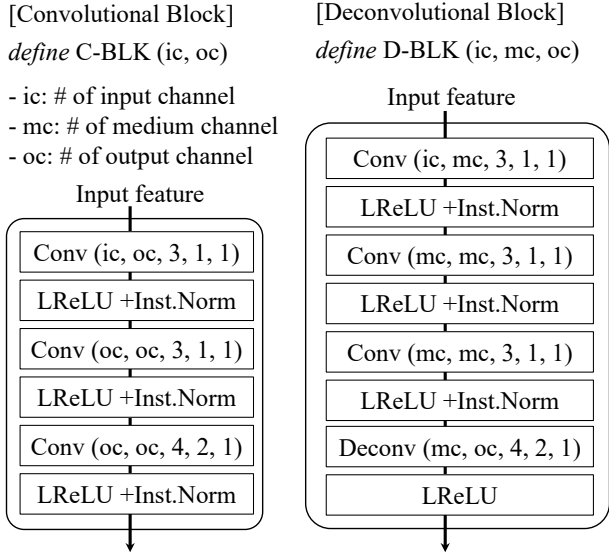 [Convolutional Block]
define C-BLK (ic, oc)
- ic: # of input channel
- mc: # of medium channel
- oc: # of output channel
Input feature
Conv (ic, oc, 3, 1, 1)
LReLU +Inst.Norm
Conv (oc, oc, 3, 1, 1)
LReLU +Inst.Norm
Conv (oc, oc, 4, 2, 1)
LReLU +Inst.Norm
[Deconvolutional Block]
define D-BLK (ic, mc, oc)
Input feature
Conv (ic, mc, 3, 1, 1)
LReLU +Inst.Norm
Conv (mc, mc, 3, 1, 1)
LReLU +Inst.Norm
Conv (mc, mc, 3, 1, 1)
LReLU +Inst.Norm
Deconv (mc, oc, 4, 2, 1)
LReLU